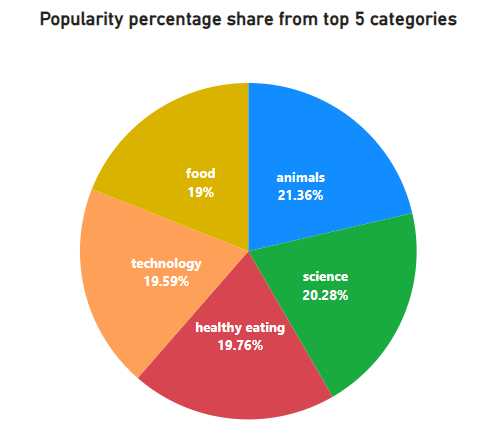 Popularity percentage share from top 5 categories
food
19%
animals
21.36%
technology
19.59%
science
20.28%
healthy eating
19.76%